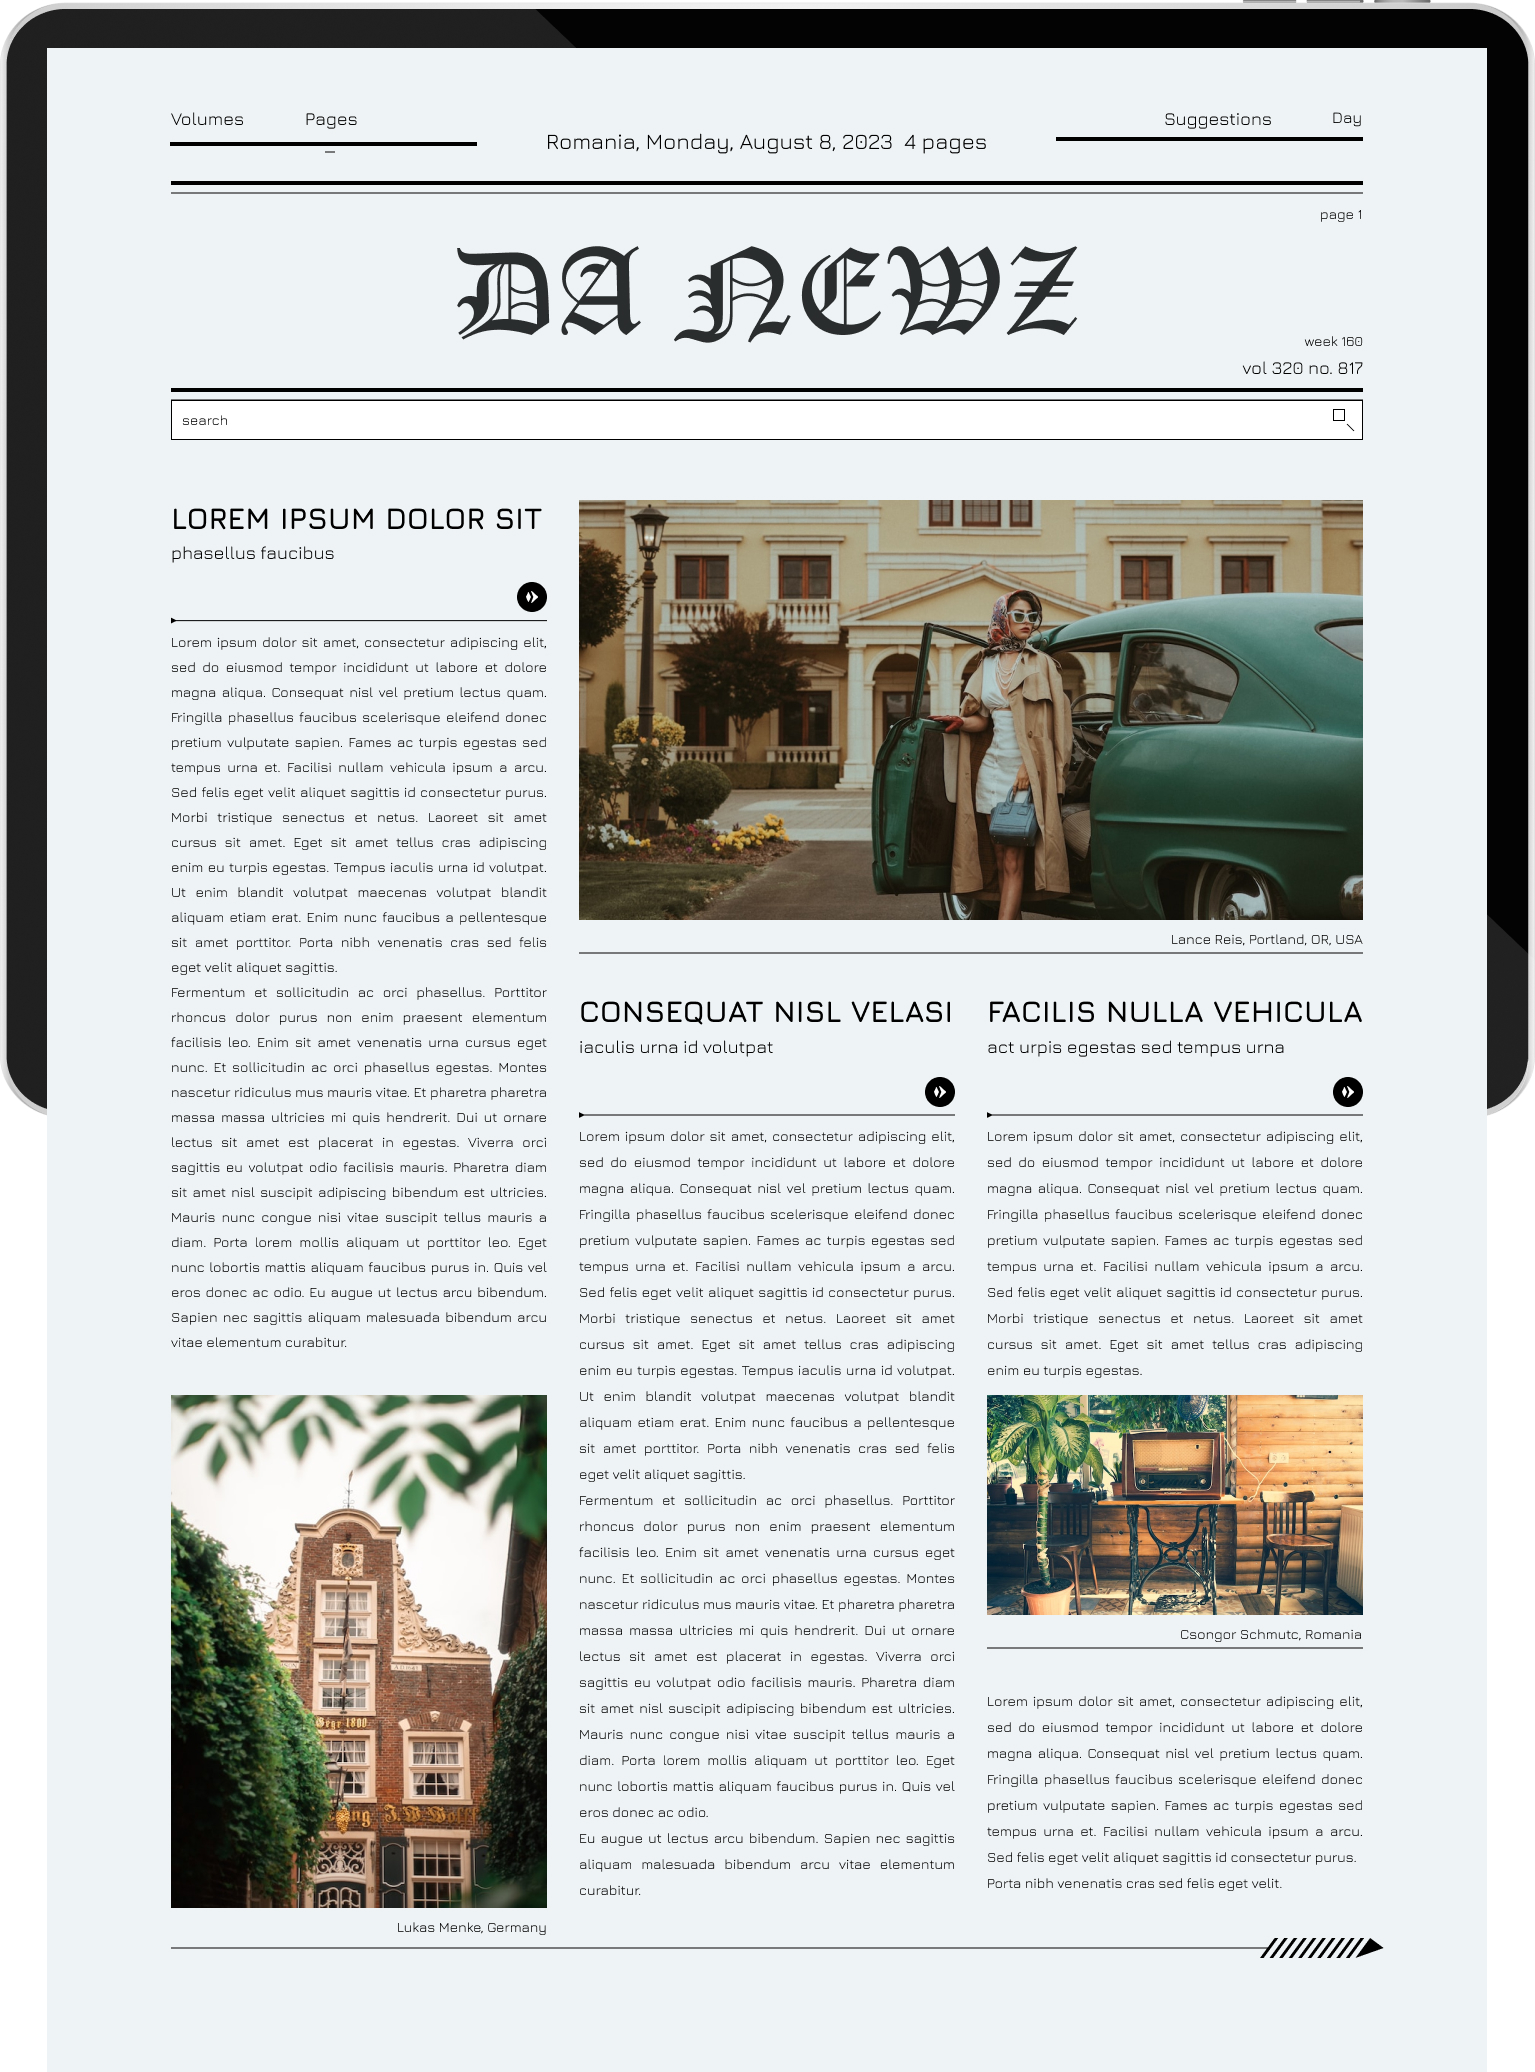 Volumes Pages
Romania, Monday, August 8, 2023 4 pages
Suggestions Day
page 1
DA NEWZ
week 160
vol 320 no. 817
search
LOREM IPSUM DOLOR SIT
phasellus faucibus
Lorem ipsum dolor sit amet, consectetur adipiscing elit,
sed do eiusmod tempor incididunt ut labore et dolore
magna aliqua. Consequat nisl vel pretium lectus quam.
Fringilla phasellus faucibus scelerisque eleifend donec
pretium vulputate sapien. Fames ac turpis egestas sed
tempus urna et. Facilisi nullam vehicula ipsum a arcu.
Sed felis eget velit aliquet sagittis id consectetur purus.
Morbi tristique senectus et netus. Laoreet sit amet
cursus sit amet. Eget sit amet tellus cras adipiscing
enim eu turpis egestas. Tempus iaculis urna id volutpat.
Ut enim blandit volutpat maecenas volutpat blandit
aliquam etiam erat. Enim nunc faucibus a pellentesque
sit amet porttitor. Porta nibh venenatis cras sed felis
eget velit aliquet sagittis.
Fermentum et sollicitudin ac orci phasellus. Porttitor
rhoncus dolor purus non enim praesent elementum
facilisis leo. Enim sit amet venenatis urna cursus eget
nunc. Et sollicitudin ac orci phasellus egestas. Montes
nascetur ridiculus mus mauris vitae. Et pharetra pharetra
massa massa ultricies mi quis hendrerit. Dui ut ornare
lectus sit amet est placerat in egestas. Viverra orci
sagittis eu volutpat odio facilisis mauris. Pharetra diam
sit amet nisl suscipit adipiscing bibendum est ultricies.
Mauris nunc congue nisi vitae suscipit tellus mauris a
diam. Porta lorem mollis aliquam ut porttitor leo. Eget
nunc lobortis mattis aliquam faucibus purus in. Quis vel
eros donec ac odio. Eu augue ut lectus arcu bibendum.
Sapien nec sagittis aliquam malesuada bibendum arcu
vitae elementum curabitur.
1800
Lukas Menke, Germany
Lance Reis, Portland, OR, USA
CONSEQUAT NISL VELASI
iaculis urna id volutpat
Lorem ipsum dolor sit amet, consectetur adipiscing elit,
sed do eiusmod tempor incididunt ut labore et dolore
magna aliqua. Consequat nisl vel pretium lectus quam.
Fringilla phasellus faucibus scelerisque eleifend donec
pretium vulputate sapien. Fames ac turpis egestas sed
tempus urna et. Facilisi nullam vehicula ipsum a arcu.
Sed felis eget velit aliquet sagittis id consectetur purus.
Morbi tristique senectus et netus. Laoreet sit amet
cursus sit amet. Eget sit amet tellus cras adipiscing
enim eu turpis egestas. Tempus iaculis urna id volutpat.
Ut enim blandit volutpat maecenas volutpat blandit
aliquam etiam erat. Enim nunc faucibus a pellentesque
sit amet porttitor. Porta nibh venenatis cras sed felis
eget velit aliquet sagittis.
Fermentum et sollicitudin ac orci phasellus. Porttitor
rhoncus dolor purus non enim praesent elementum
facilisis leo. Enim sit amet venenatis urna cursus eget
nunc. Et sollicitudin ac orci phasellus egestas. Montes
nascetur ridiculus mus mauris vitae. Et pharetra pharetra
massa massa ultricies mi quis hendrerit. Dui ut ornare
lectus sit amet est placerat in egestas. Viverra orci
sagittis eu volutpat odio facilisis mauris. Pharetra diam
sit amet nisl suscipit adipiscing bibendum est ultricies.
Mauris nunc congue nisi vitae suscipit tellus mauris a
diam. Porta lorem mollis aliquam ut porttitor leo. Eget
nunc lobortis mattis aliquam faucibus purus in. Quis vel
eros donec ac odio.
Eu augue ut lectus arcu bibendum. Sapien nec sagittis
aliquam malesuada bibendum arcu vitae elementum
curabitur.
FACILIS NULLA VEHICULA
act urpis egestas sed tempus urna
Lorem ipsum dolor sit amet, consectetur adipiscing elit,
sed do eiusmod tempor incididunt ut labore et dolore
magna aliqua. Consequat nisl vel pretium lectus quam.
Fringilla phasellus faucibus scelerisque eleifend donec
pretium vulputate sapien. Fames ac turpis egestas sed
tempus urna et. Facilisi nullam vehicula ipsum a arcu.
Sed felis eget velit aliquet sagittis id consectetur purus.
Morbi tristique senectus et netus. Laoreet sit amet
cursus sit amet. Eget sit amet tellus cras adipiscing
enim eu turpis egestas.
Csongor Schmutc, Romania
Lorem ipsum dolor sit amet, consectetur adipiscing elit,
sed do eiusmod tempor incididunt ut labore et dolore
magna aliqua. Consequat nisl vel pretium lectus quam.
Fringilla phasellus faucibus scelerisque eleifend donec
pretium vulputate sapien. Fames ac turpis egestas sed
tempus urna et. Facilisi nullam vehicula ipsum a arcu.
Sed felis eget velit aliquet sagittis id consectetur purus.
Porta nibh venenatis cras sed felis eget velit.